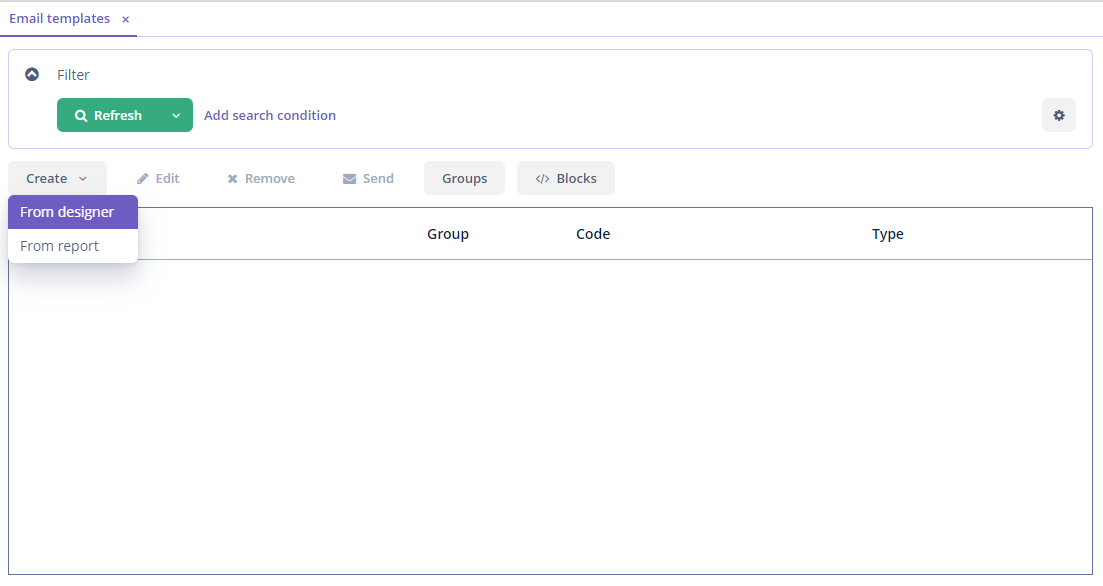 Email templates ×
Filter
Refresh Add search condition
Create Edit Remove Send Groups </> Blocks
From designer
Group Code Type
From report